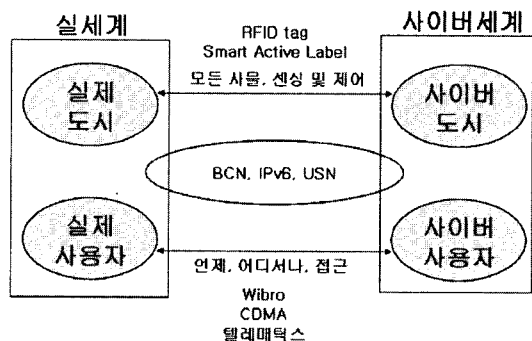 실세계
사이버세계
RFID tag
Smart Active Label
모든 사물, 센싱 및 제어
실제
도시
사이버
도시
BCN, IPv6, USN
실제
사용자
사이버
사용자
언제, 어디서나, 접근
Wibro
CDMA
텔레매틱스